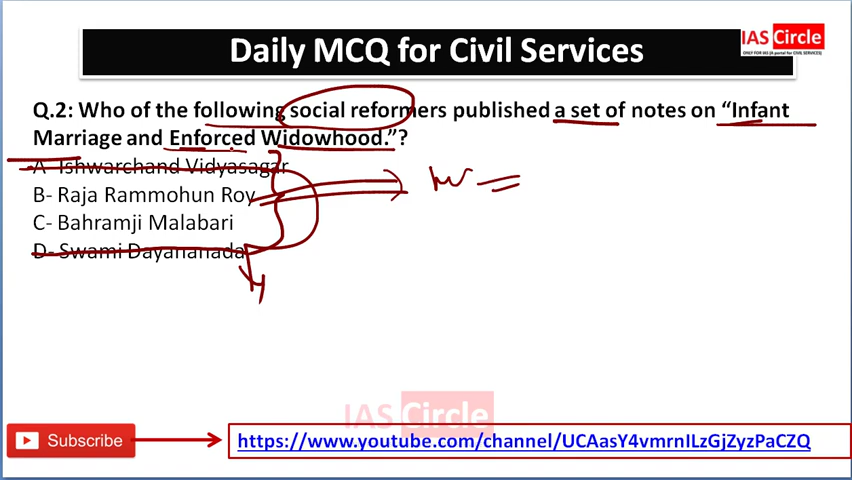 Daily MCQ for Civil Services
IAS Circle
ONLY FOR IAS (A portal for CIVIL SERVICES)
Q.2: Who of the following social reformers published a set of notes on “Infant
Marriage and Enforced Widowhood.”?
A- Ishwarchand Vidyasagar
B- Raja Rammohun Roy
C- Bahramji Malabari
D- Swami Dayananada
IAS Circle
Subscribe
https://www.youtube.com/channel/UCAasY4vmrnILzGjZyzPaCZQ